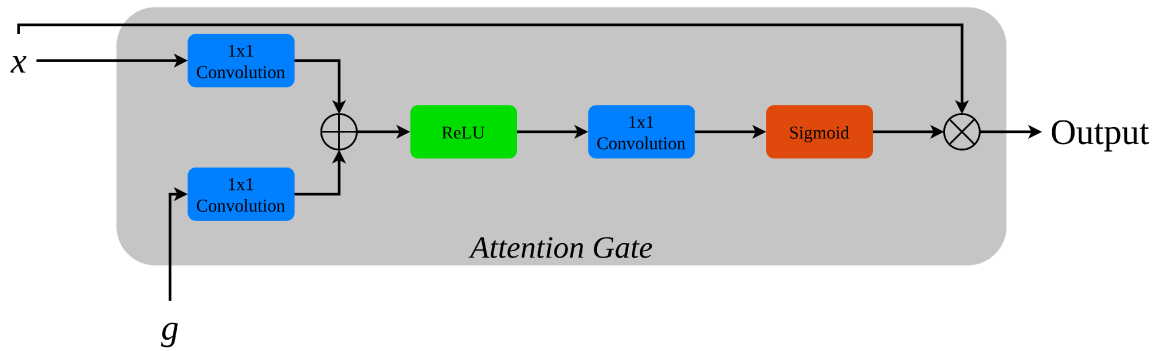 x
1x1
Convolution
ReLU
1x1
Convolution
Sigmoid
Output
1x1
Convolution
Attention Gate
g